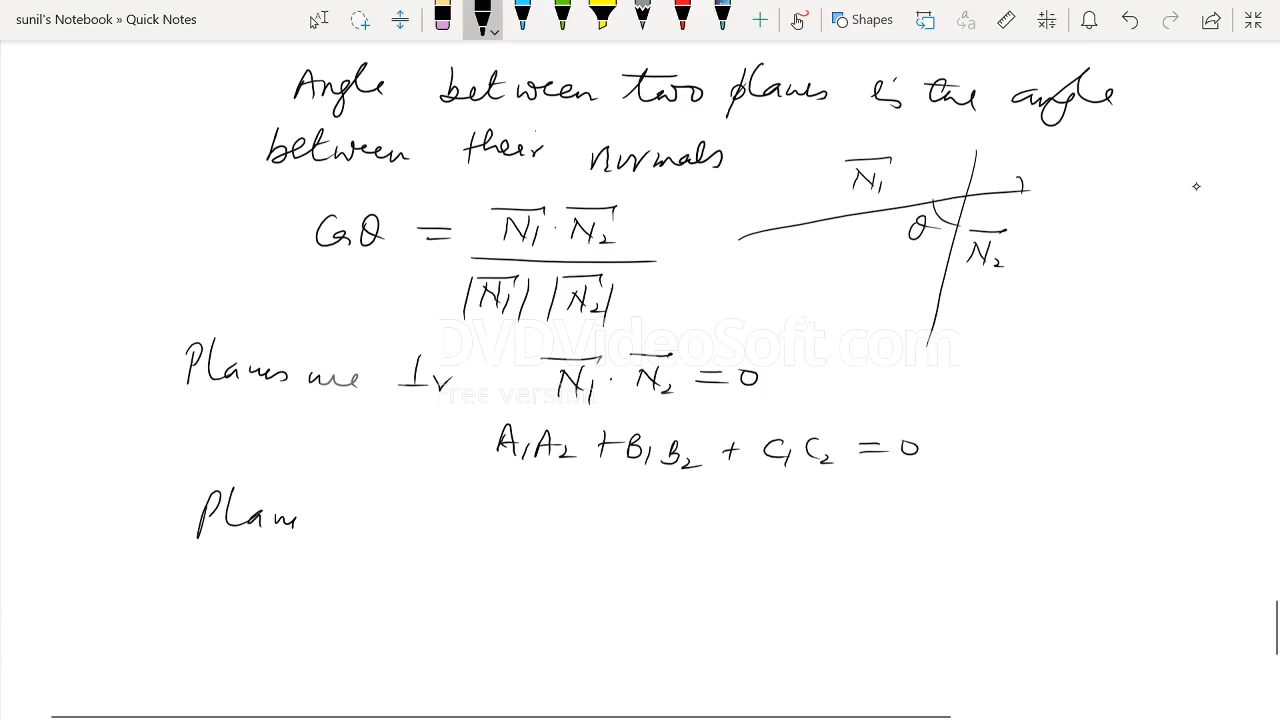 sunil's Notebook » Quick Notes
Shapes
Angle between two planes is the angle
between their normals
N₁
θ
N₂
Cosθ = N₁ · N₂
|N₁| |N₂|
DVDVideoSoft.com
Free version
Planes are ⊥r N₁ · N₂ = 0
A₁A₂ + B₁B₂ + C₁C₂ = 0
Plan